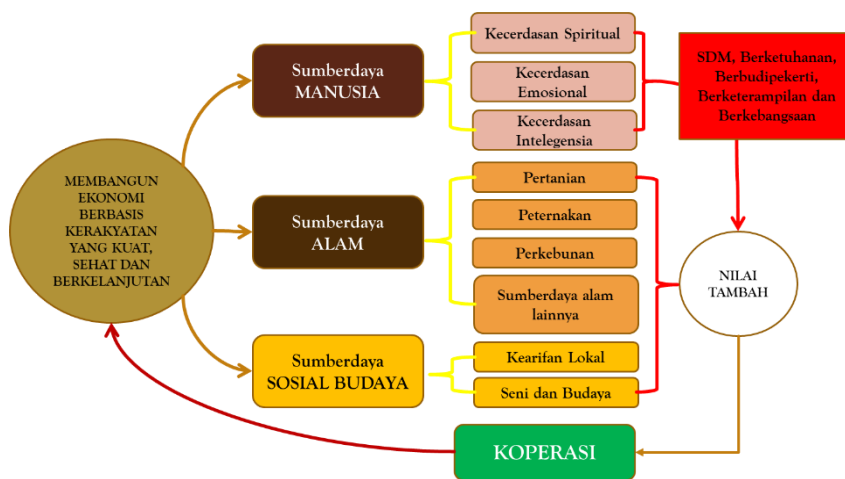 MEMBANGUN
EKONOMI
BERBASIS
KERAKYATAN
YANG KUAT,
SEHAT DAN
BERKELANJUTAN
Sumberdaya
MANUSIA
Kecerdasan Spiritual
Kecerdasan
Emosional
Kecerdasan
Intelegensia
SDM, Berketuhanan,
Berbudipekerti,
Berketerampilan dan
Berkebangsaan
Sumberdaya
ALAM
Pertanian
Peternakan
Perkebunan
Sumberdaya alam
lainnya
NILAI
TAMBAH
Sumberdaya
SOSIAL BUDAYA
Kearifan Lokal
Seni dan Budaya
KOPERASI